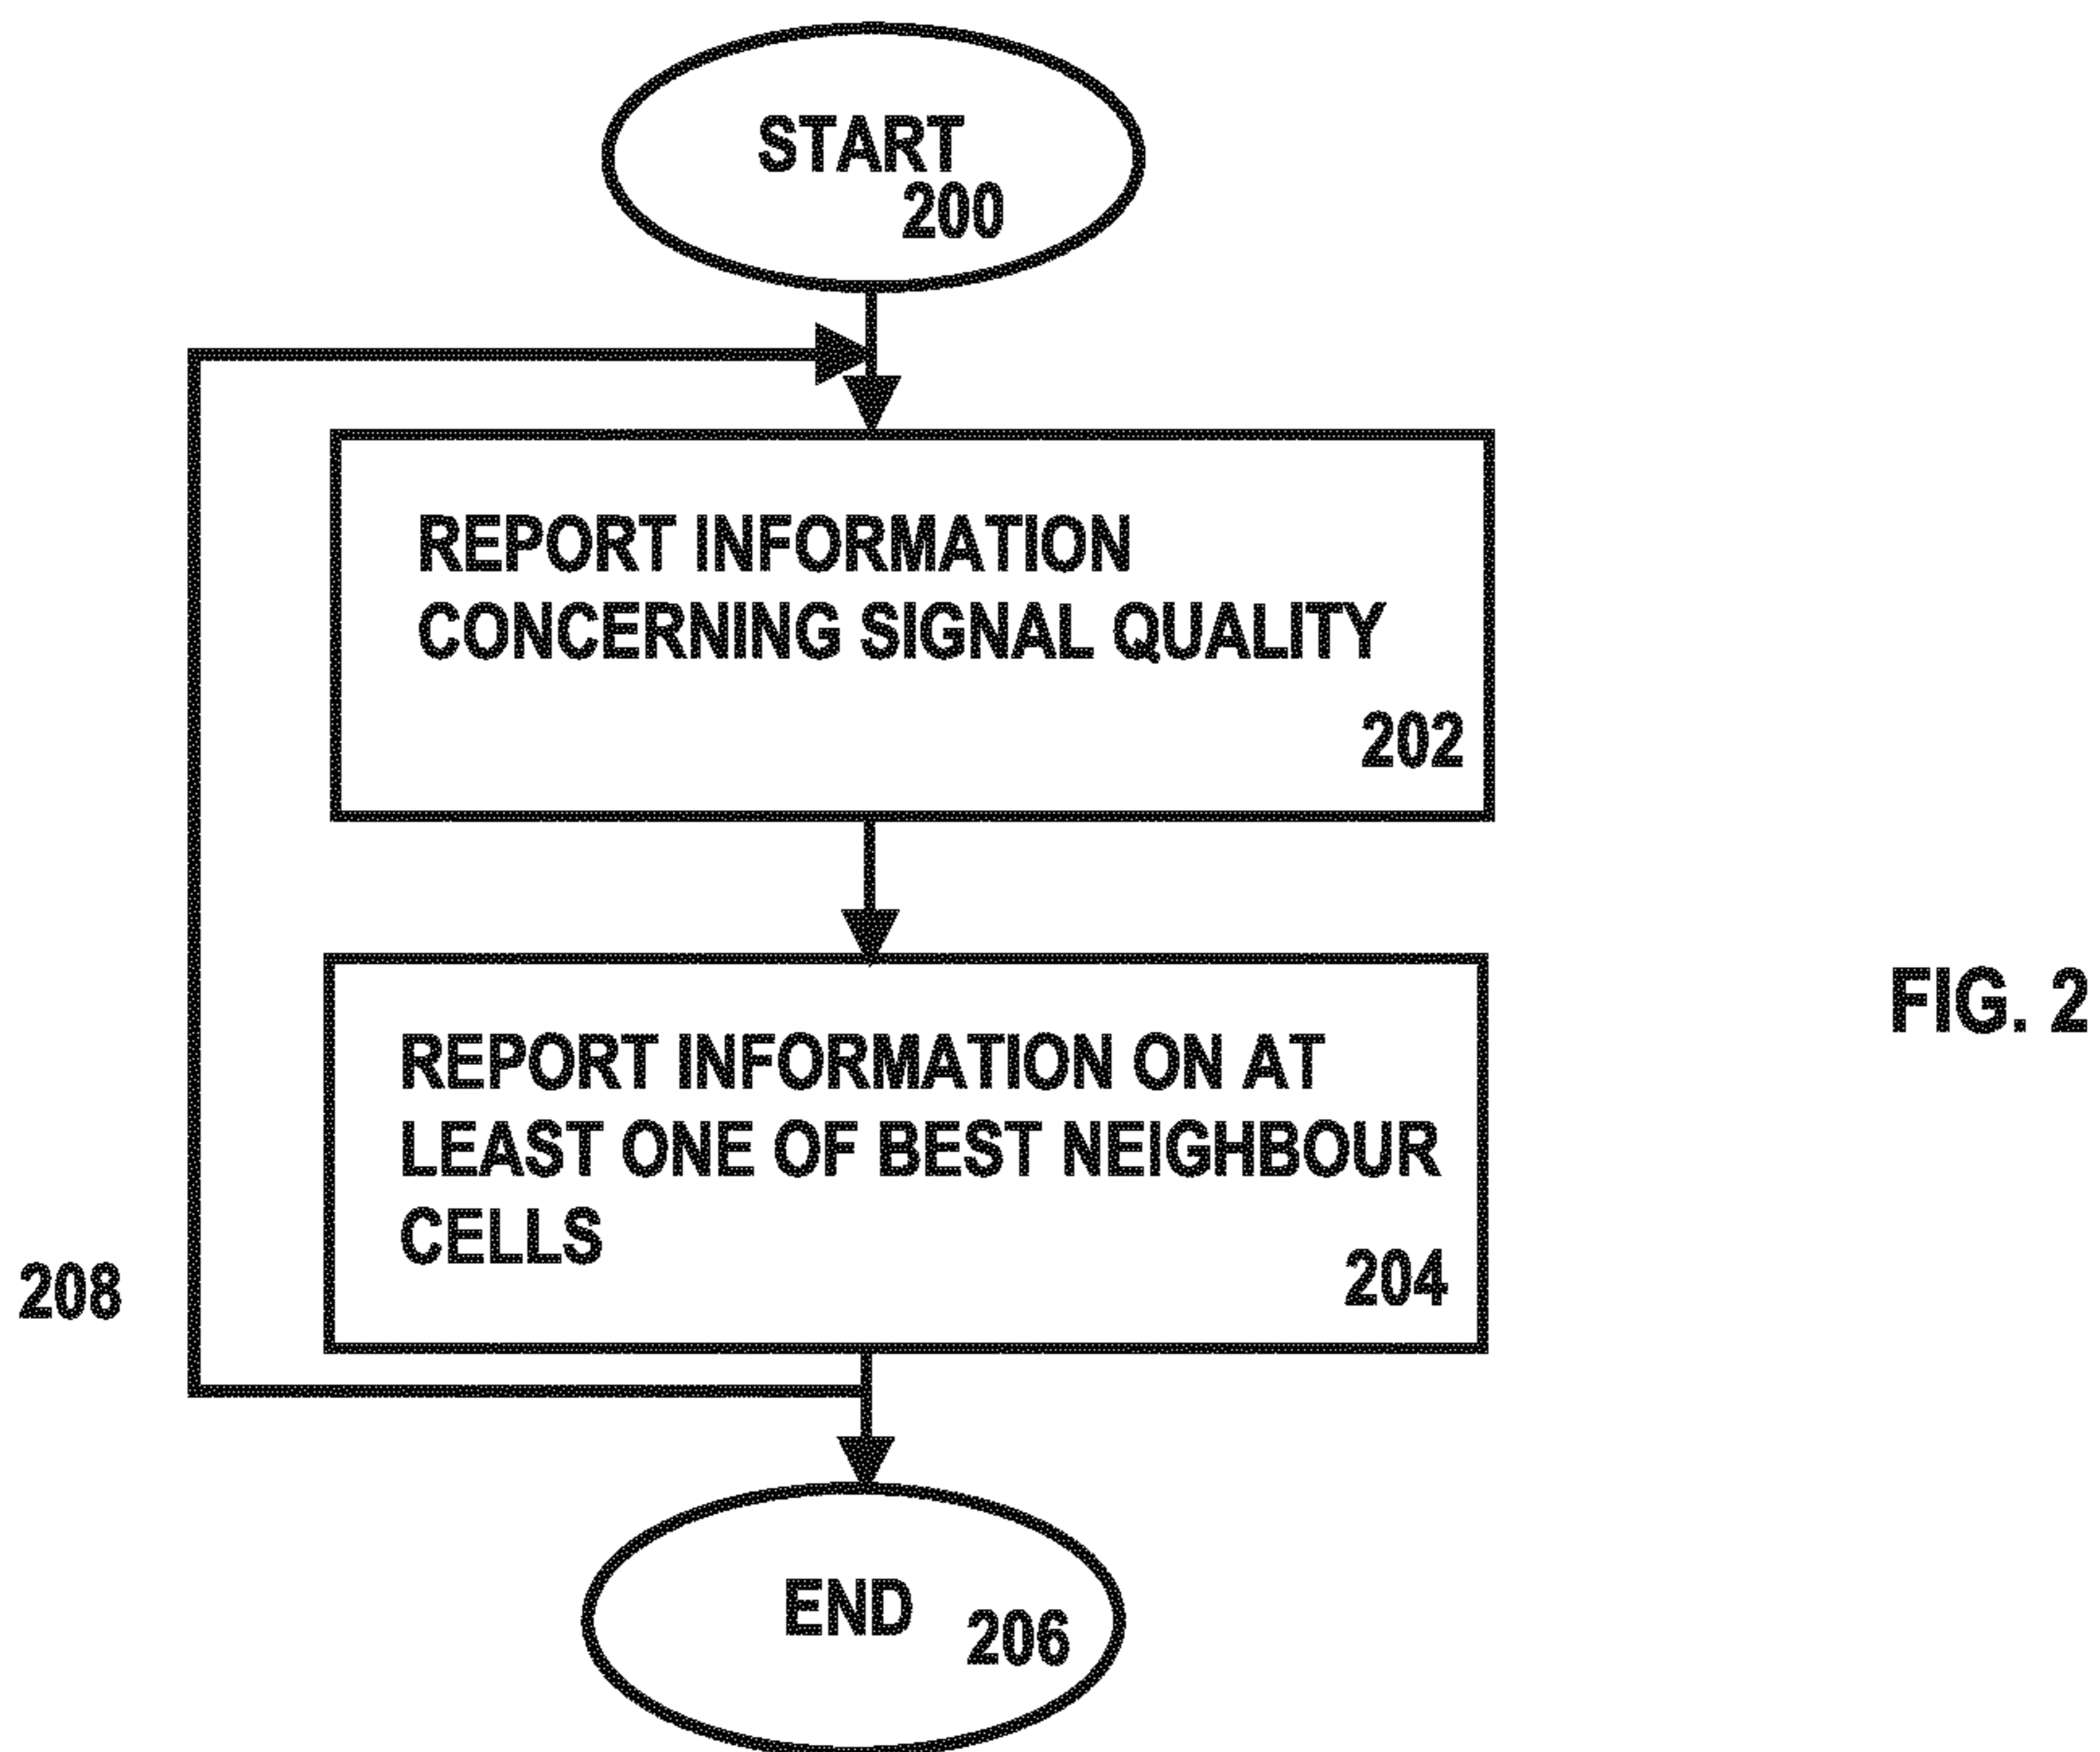 START
200
REPORT INFORMATION
CONCERNING SIGNAL QUALITY
202
REPORT INFORMATION ON AT
LEAST ONE OF BEST NEIGHBOUR
CELLS
204
208
END
206
FIG. 2